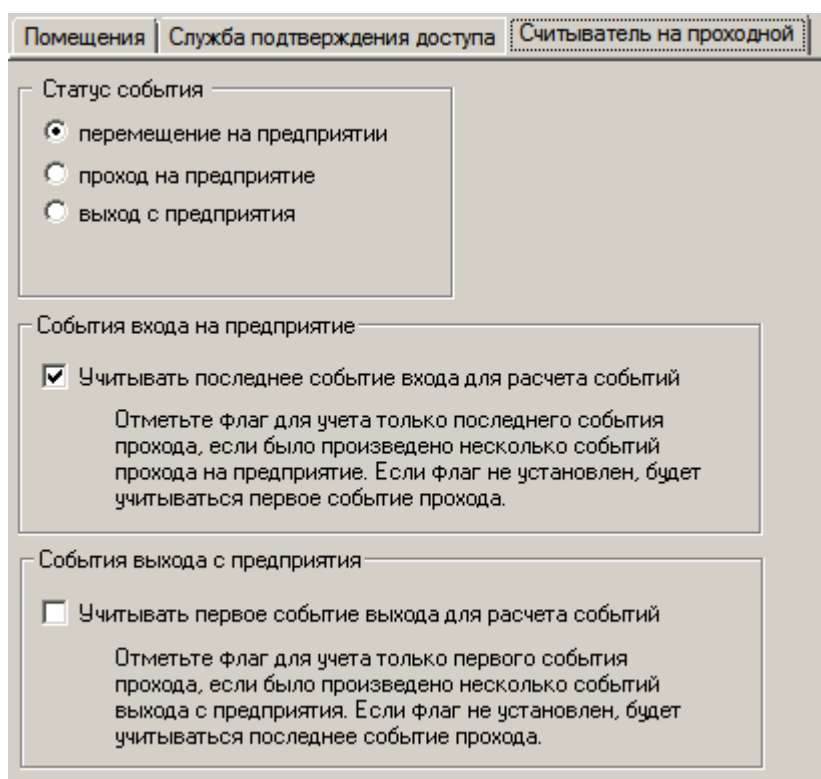 Помещения
Служба подтверждения доступа
Считыватель на проходной
Статус события
перемещение на предприятии
проход на предприятие
выход с предприятия
События входа на предприятие
Учитывать последнее событие входа для расчета событий
Отметьте флаг для учета только последнего события
прохода, если было произведено несколько событий
прохода на предприятие. Если флаг не установлен, будет
учитываться первое событие прохода.
События выхода с предприятия
Учитывать первое событие выхода для расчета событий
Отметьте флаг для учета только первого события
прохода, если было произведено несколько событий
выхода с предприятия. Если флаг не установлен, будет
учитываться последнее событие прохода.